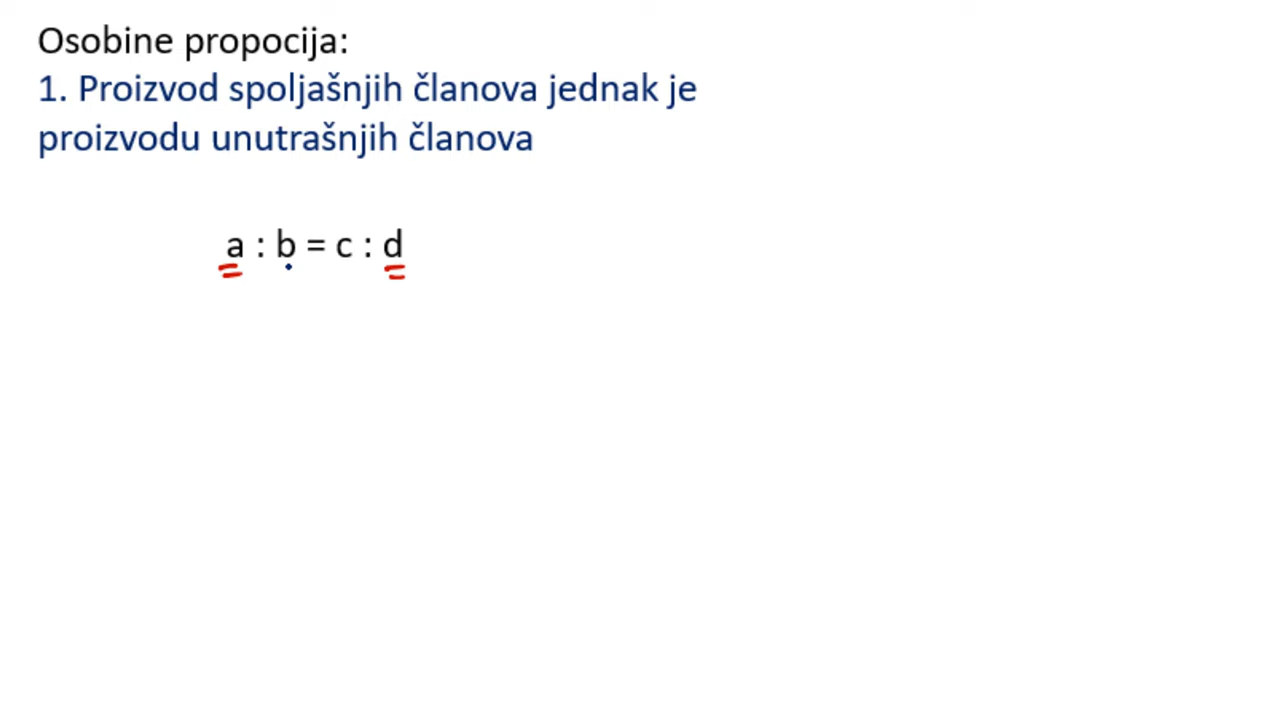 Osobine propocija:
1. Proizvod spoljašnjih članova jednak je
proizvodu unutrašnjih članova
a : b = c : d